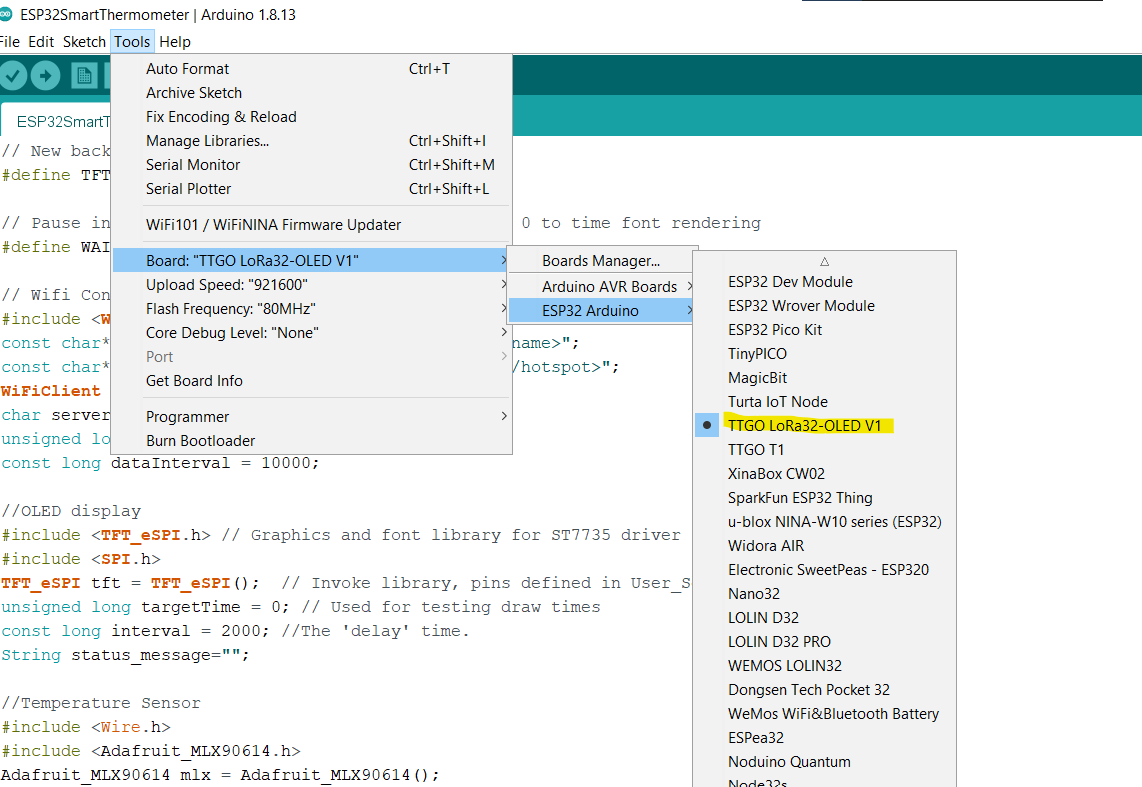 ESP32SmartThermometer | Arduino 1.8.13
File Edit Sketch Tools Help
Auto Format Ctrl+T
Archive Sketch
Fix Encoding & Reload
Manage Libraries... Ctrl+Shift+I
Serial Monitor Ctrl+Shift+M
Serial Plotter Ctrl+Shift+L
WiFi101 / WiFiNINA Firmware Updater
Board: "TTGO LoRa32-OLED V1"
Upload Speed: "921600"
Flash Frequency: "80MHz"
Core Debug Level: "None"
Port
Get Board Info
Programmer
Burn Bootloader
Boards Manager...
Arduino AVR Boards
ESP32 Arduino
ESP32 Dev Module
ESP32 Wrover Module
ESP32 Pico Kit
TinyPICO
MagicBit
Turta IoT Node
TTGO LoRa32-OLED V1
TTGO T1
XinaBox CW02
SparkFun ESP32 Thing
u-blox NINA-W10 series (ESP32)
Widora AIR
Electronic SweetPeas - ESP320
Nano32
LOLIN D32
LOLIN D32 PRO
WEMOS LOLIN32
Dongsen Tech Pocket 32
WeMos WiFi&Bluetooth Battery
ESPea32
Noduino Quantum
Node32s
ESP32SmartT
// New back
#define TFT
// Pause in 0 to time font rendering
#define WAI
// Wifi Con
#include <W
const char* name>";
const char* /hotspot>";
WiFiClient
char server
unsigned lo
const long dataInterval = 10000;
//OLED display
#include <TFT_eSPI.h> // Graphics and font library for ST7735 driver
#include <SPI.h>
TFT_eSPI tft = TFT_eSPI(); // Invoke library, pins defined in User_S
unsigned long targetTime = 0; // Used for testing draw times
const long interval = 2000; //The 'delay' time.
String status_message="";
//Temperature Sensor
#include <Wire.h>
#include <Adafruit_MLX90614.h>
Adafruit_MLX90614 mlx = Adafruit_MLX90614();